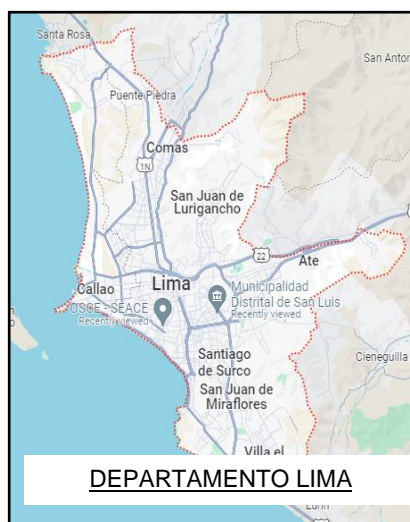 Santa Rosa
San Anton
Puente Piedra
Comas
1N
San Juan de
Lurigancho
22
Ate
Lima
Municipalidad
Distrital de San Luis
Recently viewed
Callao
OSCE - SEACE
Recently viewed
Cieneguilla
Santiago
de Surco
San Juan de
Miraflores
Villa el
DEPARTAMENTO LIMA
Lurin